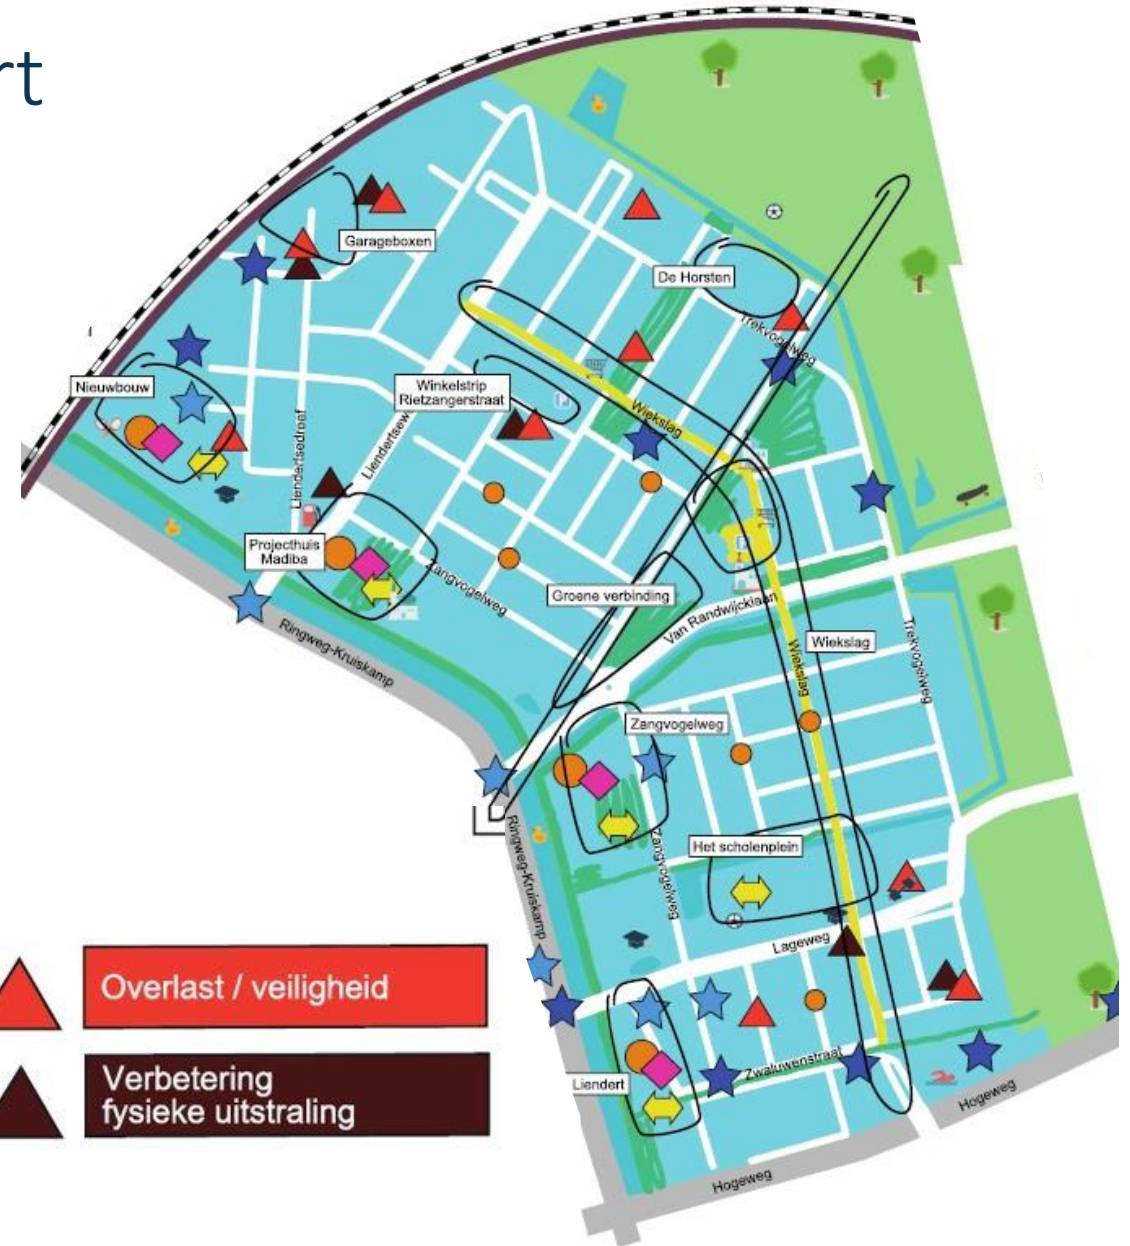 rt
Garageboxen
De Horsten
Trekvogelweg
Nieuwbouw
Winkelstrip
Rietzangerstraat
Wiekslag
Liendertsedreef
Projecthuis
Madiba
Zangvogelweg
Groene verbinding
Van Randwijcklaan
Ringweg-Kruiskamp
Wiekslag
Wiekslag
Trekvogelweg
Zangvogelweg
Ringweg-Kruiskamp
Zangvogelweg
Het scholenplein
Lageweg
Overlast / veiligheid
Verbetering
fysieke uitstraling
Liendert
Zwaluwenstraat
Hogeweg
Hogeweg